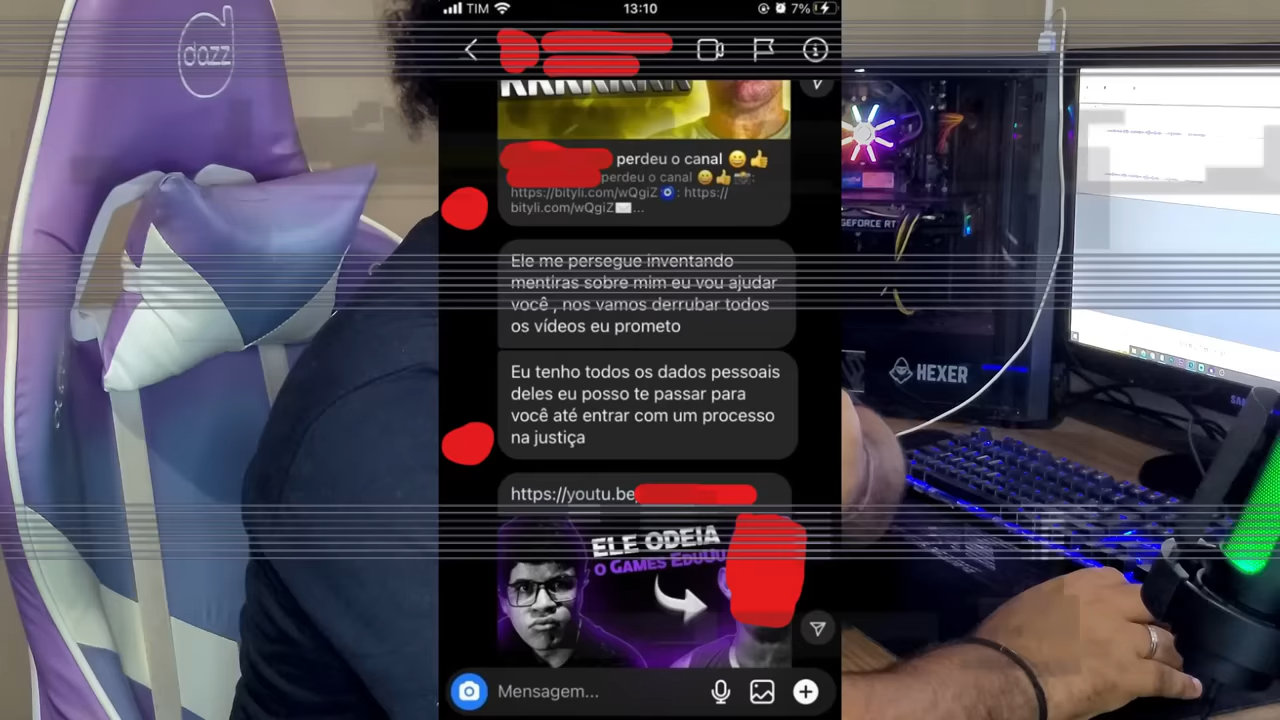 dazz
TIM
13:10
7%
perdeu o canal 😀👍
perdeu o canal 😀👍📸:
https://bityli.com/wQgiZ🧿: https://
bityli.com/wQgiZ✉️...
Ele me persegue inventando
mentiras sobre mim eu vou ajudar
você , nos vamos derrubar todos
os vídeos eu prometo
Eu tenho todos os dados pessoais
deles eu posso te passar para
você até entrar com um processo
na justiça
https://youtu.be
ELE ODEIA
O GAMES EDUUU
Mensagem...
GEFORCE RT
HEXER